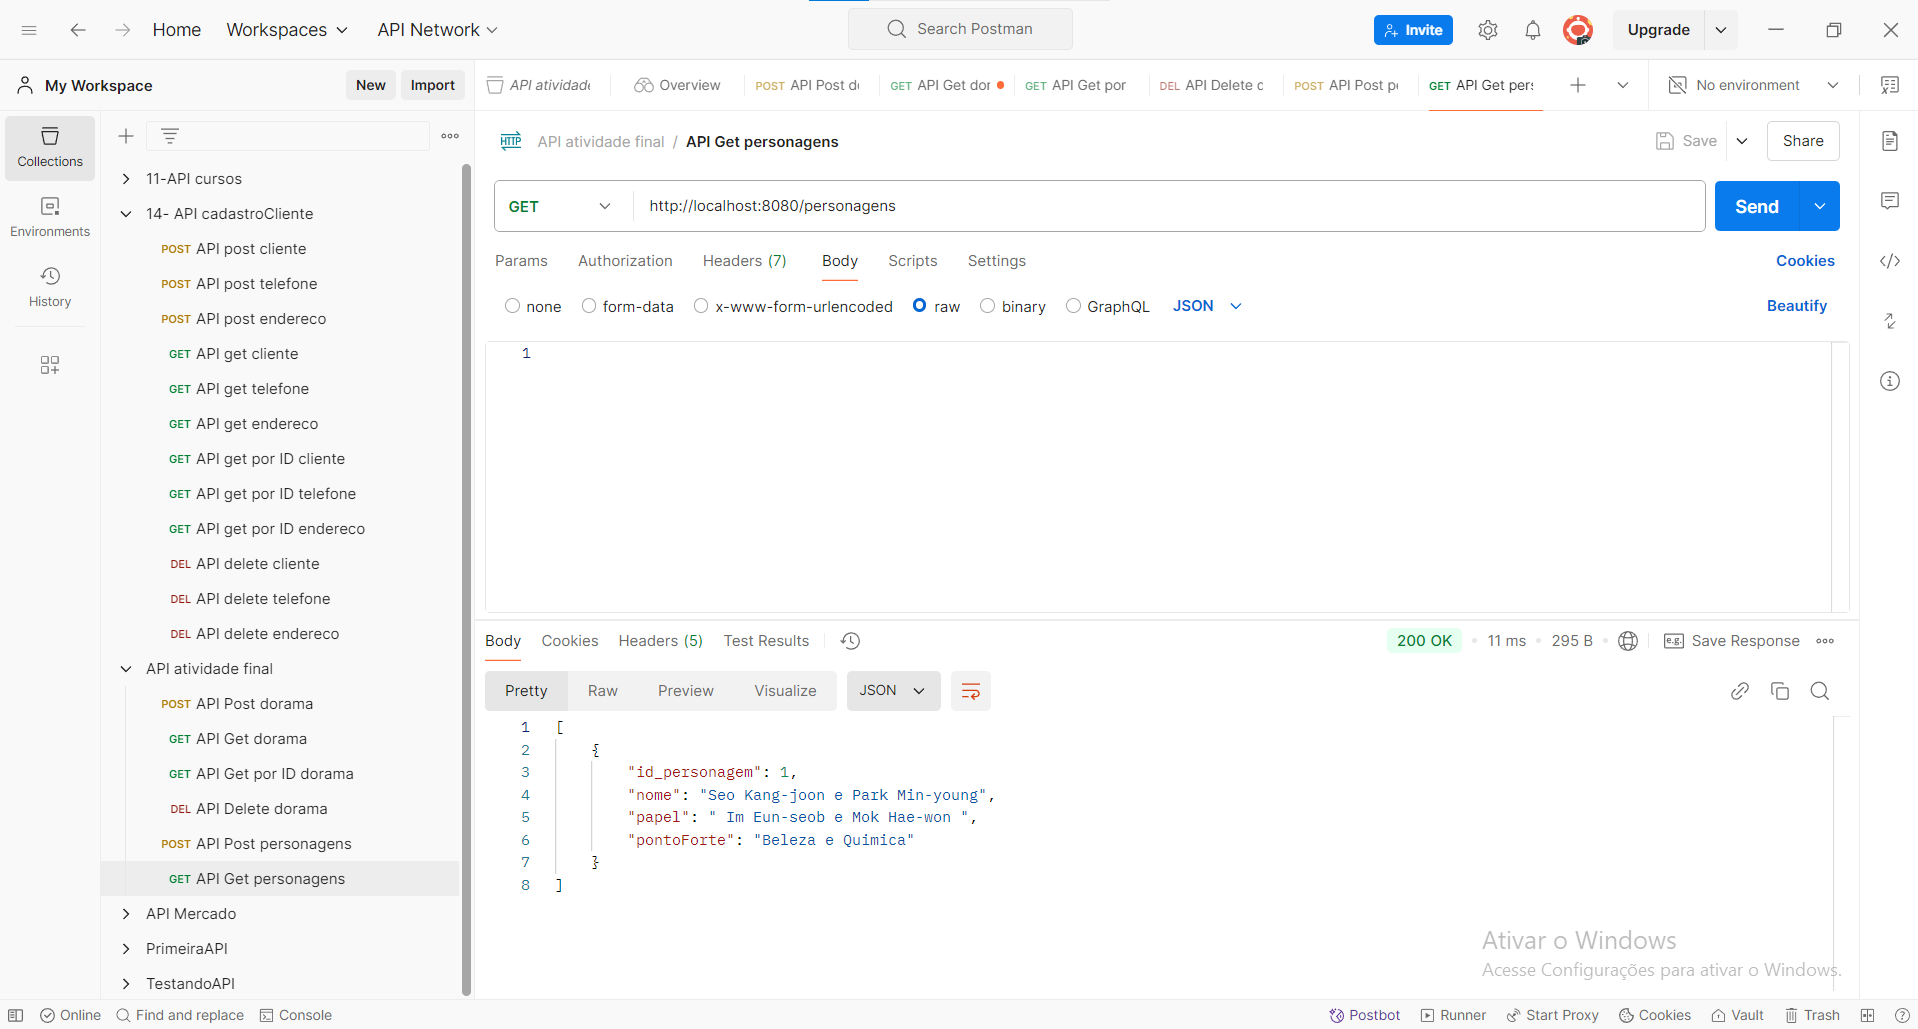 Home
Workspaces
API Network
Search Postman
Invite
Upgrade
My Workspace
New
Import
API atividade
Overview
POST API Post do
GET API Get dor
GET API Get por
DEL API Delete c
POST API Post pe
GET API Get pers
No environment
Collections
Environments
History
11-API cursos
14- API cadastroCliente
POST API post cliente
POST API post telefone
POST API post endereco
GET API get cliente
GET API get telefone
GET API get endereco
GET API get por ID cliente
GET API get por ID telefone
GET API get por ID endereco
DEL API delete cliente
DEL API delete telefone
DEL API delete endereco
API atividade final
POST API Post dorama
GET API Get dorama
GET API Get por ID dorama
DEL API Delete dorama
POST API Post personagens
GET API Get personagens
API Mercado
PrimeiraAPI
TestandoAPI
HTTP API atividade final / API Get personagens
Save
Share
GET
http://localhost:8080/personagens
Send
Params
Authorization
Headers (7)
Body
Scripts
Settings
Cookies
none
form-data
x-www-form-urlencoded
raw
binary
GraphQL
JSON
Beautify
1
Body
Cookies
Headers (5)
Test Results
200 OK
11 ms
295 B
e.g. Save Response
Pretty
Raw
Preview
Visualize
JSON
1 [
2 {
3 "id_personagem": 1,
4 "nome": "Seo Kang-joon e Park Min-young",
5 "papel": " Im Eun-seob e Mok Hae-won ",
6 "pontoForte": "Beleza e Quimica"
7 }
8 ]
Ativar o Windows
Acesse Configurações para ativar o Windows.
Online
Find and replace
Console
Postbot
Runner
Start Proxy
Cookies
Vault
Trash